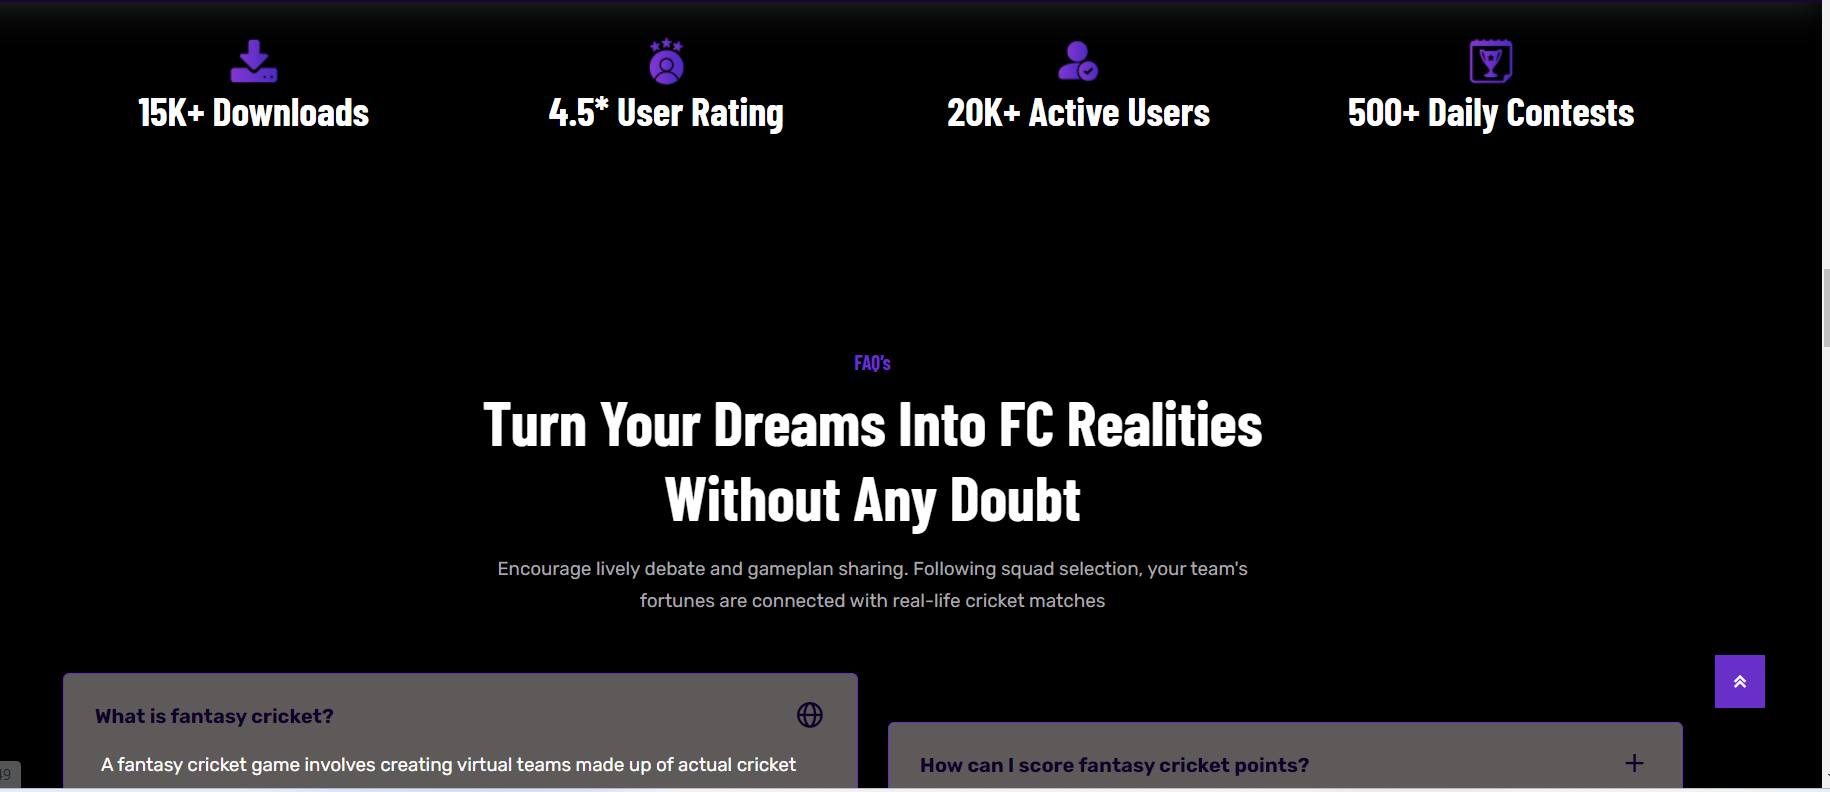 15K+ Downloads
4.5* User Rating
20K+ Active Users
500+ Daily Contests
FAQ's
Turn Your Dreams Into FC Realities
Without Any Doubt
Encourage lively debate and gameplan sharing. Following squad selection, your team's
fortunes are connected with real-life cricket matches
What is fantasy cricket?
A fantasy cricket game involves creating virtual teams made up of actual cricket
How can I score fantasy cricket points?